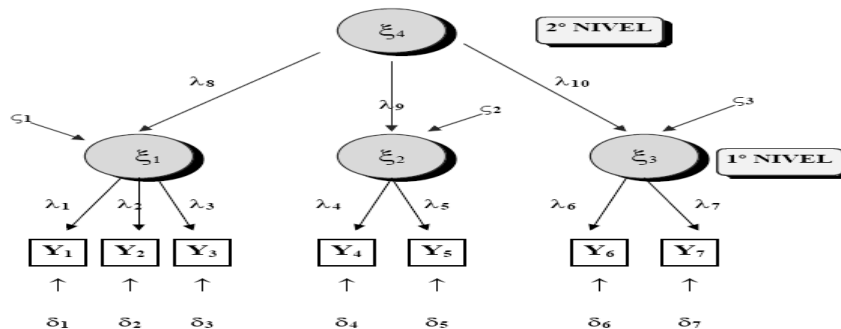 ξ4
2° NIVEL
λ8
λ9
λ10
ς1
ς2
ς3
ξ1
ξ2
ξ3
1° NIVEL
λ1 λ2 λ3 λ4 λ5 λ6 λ7
Y1 Y2 Y3 Y4 Y5 Y6 Y7
δ1 δ2 δ3 δ4 δ5 δ6 δ7